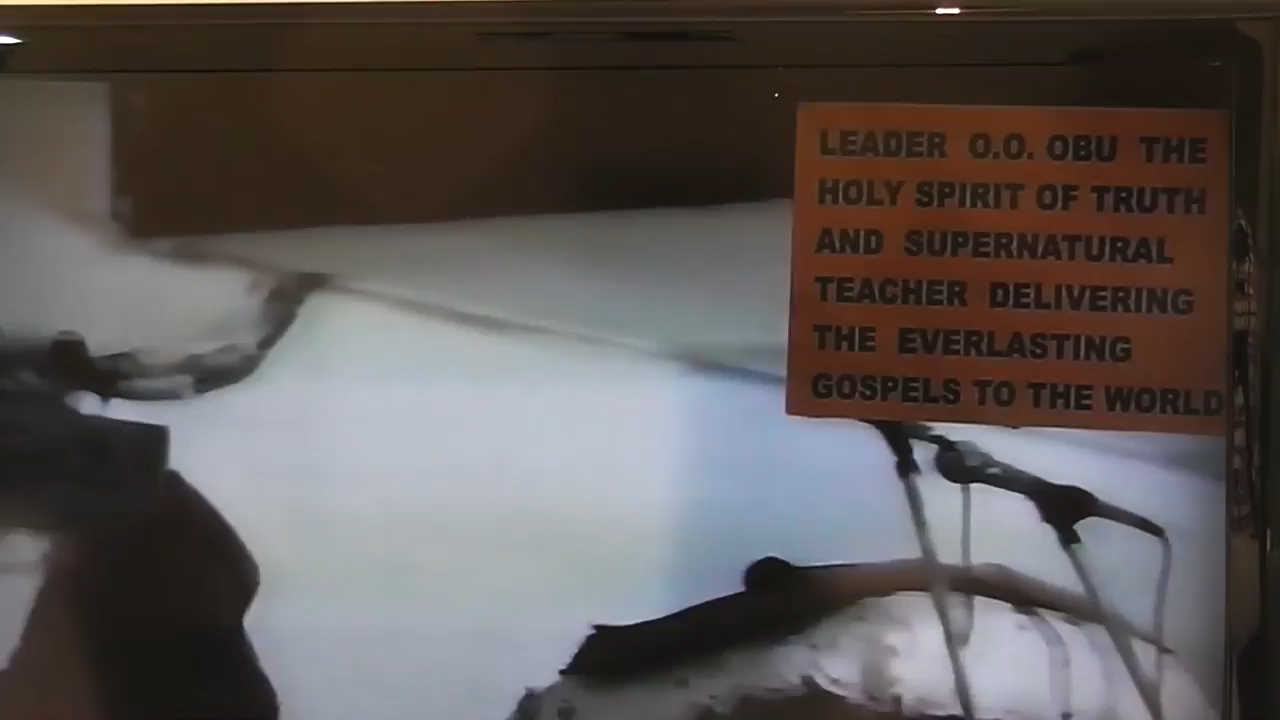 LEADER O.O. OBU THE
HOLY SPIRIT OF TRUTH
AND SUPERNATURAL
TEACHER DELIVERING
THE EVERLASTING
GOSPELS TO THE WORLD